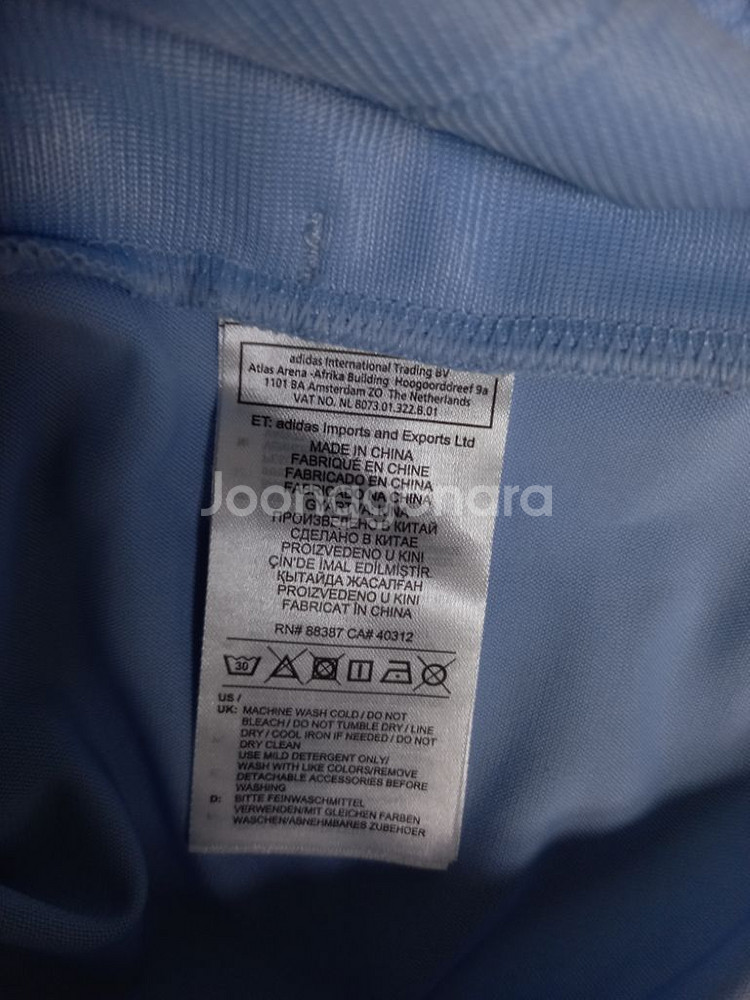 adidas International Trading BV
Atlas Arena -Afrika Building Hoogoorddreef 9a
1101 BA Amsterdam ZO The Netherlands
VAT NO. NL 8073.01.322.B.01
ET: adidas Imports and Exports Ltd
MADE IN CHINA
FABRIQUÉ EN CHINE
FABRICADO EN CHINA
FABRICADO NA CHINA
Joonggonara
ПРОИЗВЕДЕНО В КИТАЙ
СДЕЛАНО В КИТАЕ
PROIZVEDENO U KINI
ÇİN'DE İMAL EDİLMİŞTİR
ҚЫТАЙДА ЖАСАЛҒАН
PROIZVEDENO U KINI
FABRICAT ÎN CHINA
RN# 88387 CA# 40312
30
US /
UK: MACHINE WASH COLD / DO NOT
BLEACH / DO NOT TUMBLE DRY / LINE
DRY / COOL IRON IF NEEDED / DO NOT
DRY CLEAN
USE MILD DETERGENT ONLY/
WASH WITH LIKE COLORS/REMOVE
DETACHABLE ACCESSORIES BEFORE
WASHING
D: BITTE FEINWASCHMITTEL
VERWENDEN/MIT GLEICHEN FARBEN
WASCHEN/ABNEHMBARES ZUBEHOER